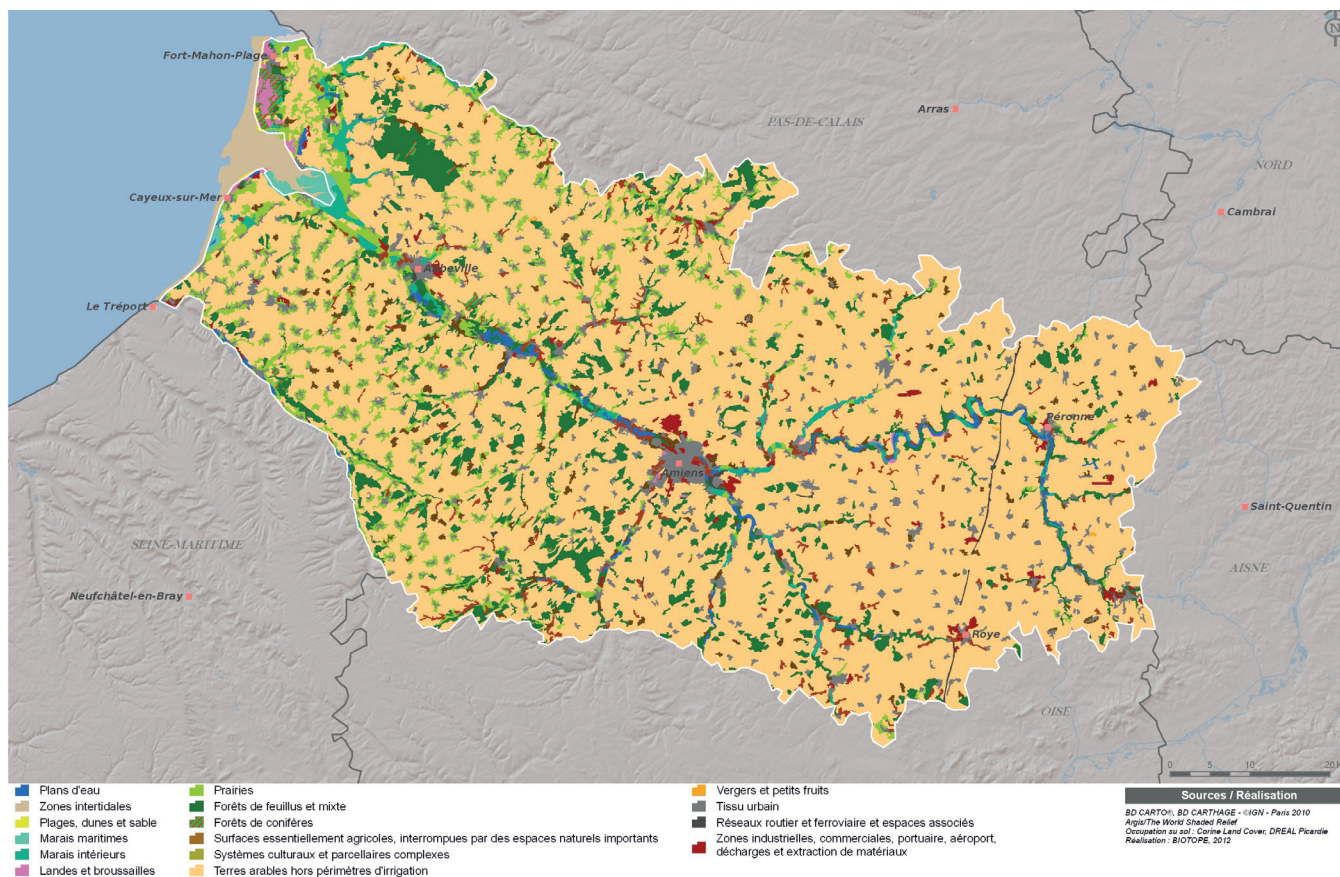 N
Fort-Mahon-Plage
Arras
PAS-DE-CALAIS
NORD
Cayeux-sur-Mer
Cambrai
Abbeville
Le Tréport
Péronne
Amiens
Saint-Quentin
SEINE-MARITIME
AISNE
Neufchâtel-en-Bray
Roye
OISE
0 5 10 20
Plans d'eau
Zones intertidales
Plages, dunes et sable
Marais maritimes
Marais intérieurs
Landes et broussailles
Prairies
Forêts de feuillus et mixte
Forêts de conifères
Surfaces essentiellement agricoles, interrompues par des espaces naturels importants
Systèmes culturaux et parcellaires complexes
Terres arables hors périmètres d'irrigation
Vergers et petits fruits
Tissu urbain
Réseaux routier et ferroviaire et espaces associés
Zones industrielles, commerciales, portuaire, aéroport,
décharges et extraction de matériaux
Sources / Réalisation
BD CARTO®, BD CARTHAGE - ©IGN - Paris 2010
Argis/The World Shaded Relief
Occupation su sol : Corine Land Cover, DREAL Picardie
Réalisation : BIOTOPE, 2012